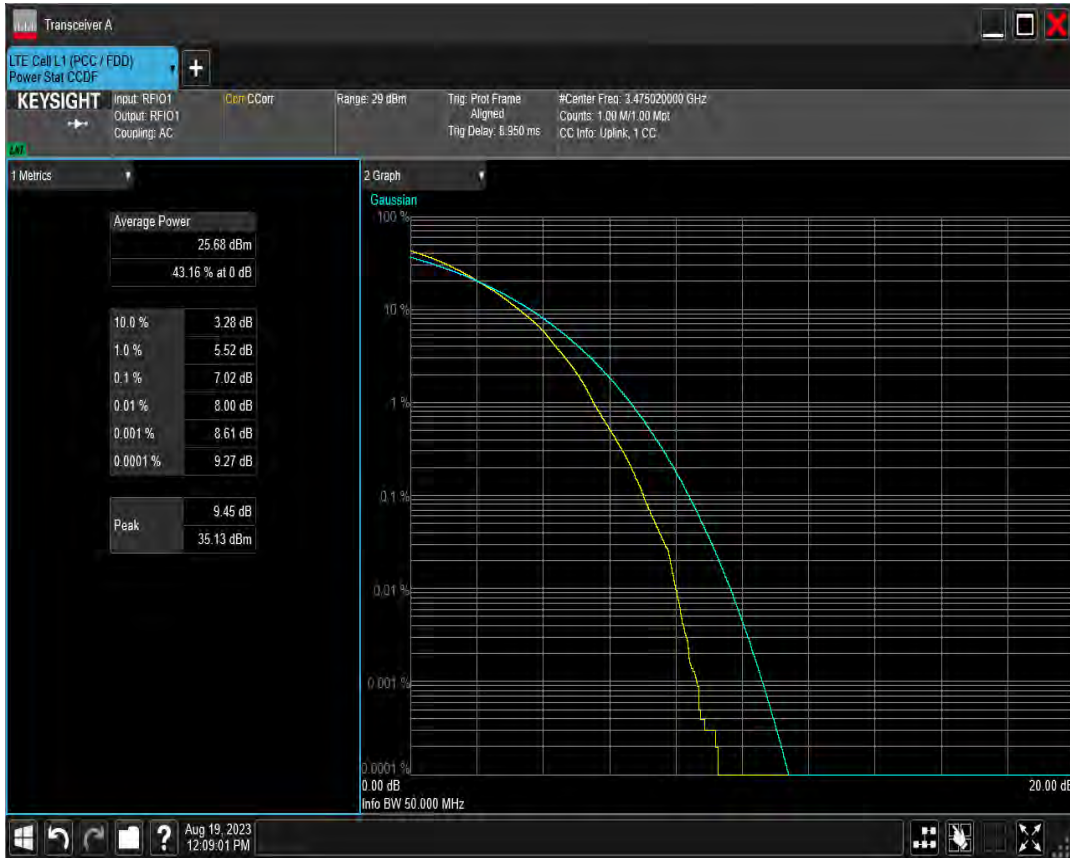 Transceiver A
LTE Cell L1 (PCC / FDD)
Power Stat CCDF
+
KEYSIGHT
Input: RFIO1
Output: RFIO1
Coupling: AC
Corr CCorr
Range: 29 dBm
Trig: Prot Frame
Aligned
Trig Delay: 8.950 ms
#Center Freq: 3.475020000 GHz
Counts: 1.00 M/1.00 Mpt
CC Info: Uplink, 1 CC
1 Metrics
Average Power
25.68 dBm
43.16 % at 0 dB
10.0 % 3.28 dB
1.0 % 5.52 dB
0.1 % 7.02 dB
0.01 % 8.00 dB
0.001 % 8.61 dB
0.0001 % 9.27 dB
Peak
9.45 dB
35.13 dBm
2 Graph
Gaussian
100 %
10 %
1 %
0.1 %
0.01 %
0.001 %
0.0001 %
0.00 dB 20.00 dB
Info BW 50.000 MHz
?
Aug 19, 2023
12:09:01 PM